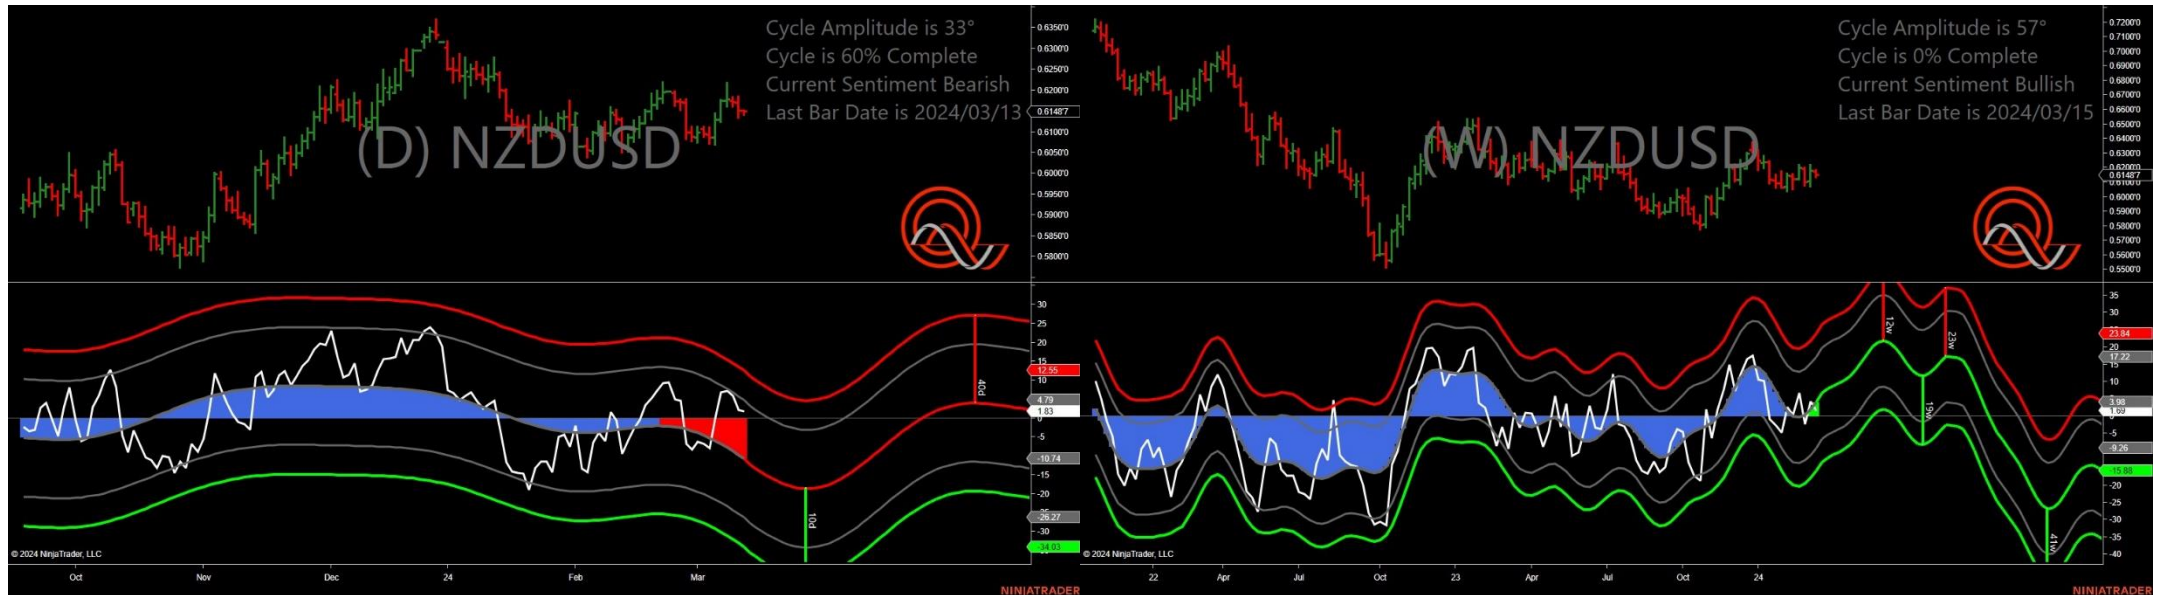 Cycle Amplitude is 33°
Cycle is 60% Complete
Current Sentiment Bearish
Last Bar Date is 2024/03/13
(D) NZDUSD
0.6350'0
0.6250'0
0.6200'0
0.6148'7
0.6100'0
0.6050'0
0.6000'0
0.5950'0
0.5900'0
0.5850'0
0.5800'0
30
25
20
15
12.55
10
4.79
1.83
-5
-10.74
-15
-20
-26.27
-30
-34.03
40d
10d
© 2024 NinjaTrader, LLC
Oct
Nov
Dec
24
Feb
Mar
NINJATRADER
Cycle Amplitude is 57°
Cycle is 0% Complete
Current Sentiment Bullish
Last Bar Date is 2024/03/15
(W) NZDUSD
0.7200'0
0.7100'0
0.7000'0
0.6900'0
0.6800'0
0.6700'0
0.6600'0
0.6500'0
0.6400'0
0.6300'0
0.6200'0
0.6148'7
0.6100'0
0.5900'0
0.5800'0
0.5700'0
0.5600'0
0.5500'0
35
30
23.84
20
17.22
15
10
3.98
1.69
-5
-9.26
-15.88
-20
-25
-30
-35
-40
12w
23w
19w
41w
© 2024 NinjaTrader, LLC
22
Apr
Jul
Oct
23
Apr
Jul
Oct
24
NINJATRADER